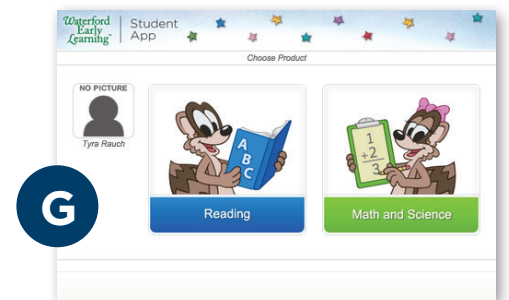 Waterford
Early
Learning
Student
App
Choose Product
NO PICTURE
Tyra Rauch
A
B
C
1
+2
3
G
Reading
Math and Science